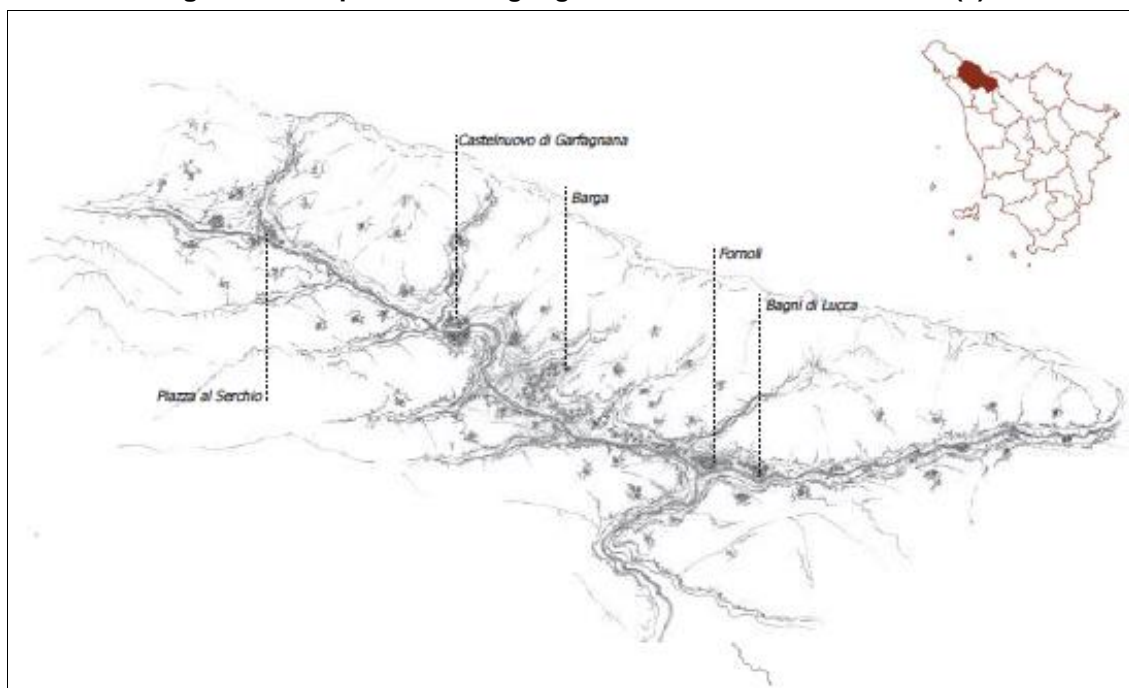 Castelnuovo di Garfagnana
Barga
Fornoli
Bagni di Lucca
Piazza al Serchio